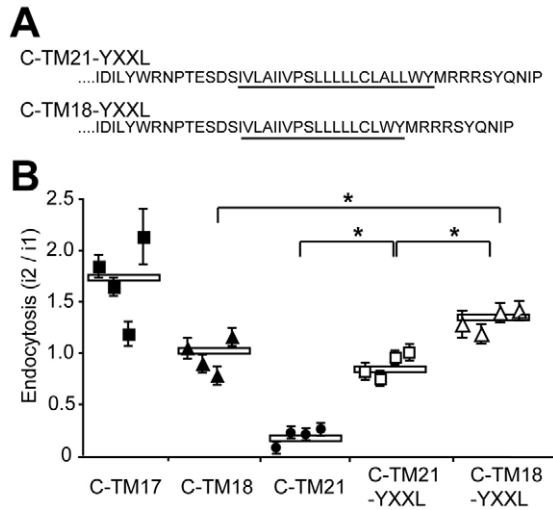 A
C-TM21-YXXL
....IDILYWRNPTESDSIVLAIIVPSLLLLLCLALLWYMRRRSYQNIP
C-TM18-YXXL
....IDILYWRNPTESDSIVLAIIVPSLLLLLCLWYMRRRSYQNIP
B
Endocytosis (i2 / i1)
2.5
2.0
1.5
1.0
0.5
0
*
* *
C-TM17 C-TM18 C-TM21 C-TM21 -YXXL C-TM18 -YXXL